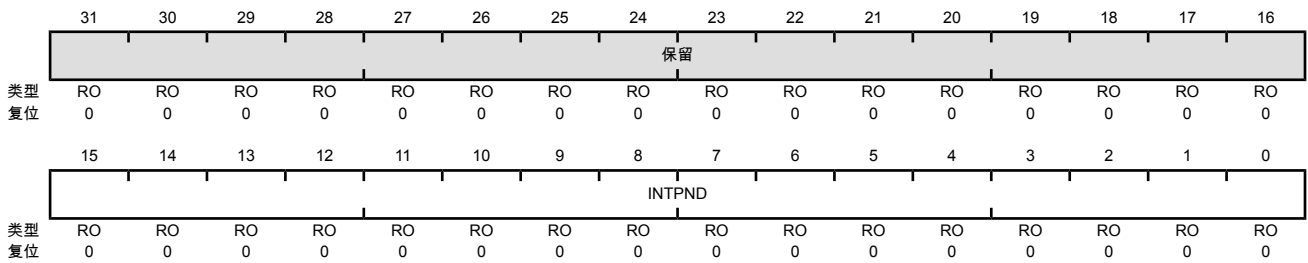 31 30 29 28 27 26 25 24 23 22 21 20 19 18 17 16
保留
类型 RO RO RO RO RO RO RO RO RO RO RO RO RO RO RO RO
复位 0 0 0 0 0 0 0 0 0 0 0 0 0 0 0 0
15 14 13 12 11 10 9 8 7 6 5 4 3 2 1 0
INTPND
类型 RO RO RO RO RO RO RO RO RO RO RO RO RO RO RO RO
复位 0 0 0 0 0 0 0 0 0 0 0 0 0 0 0 0